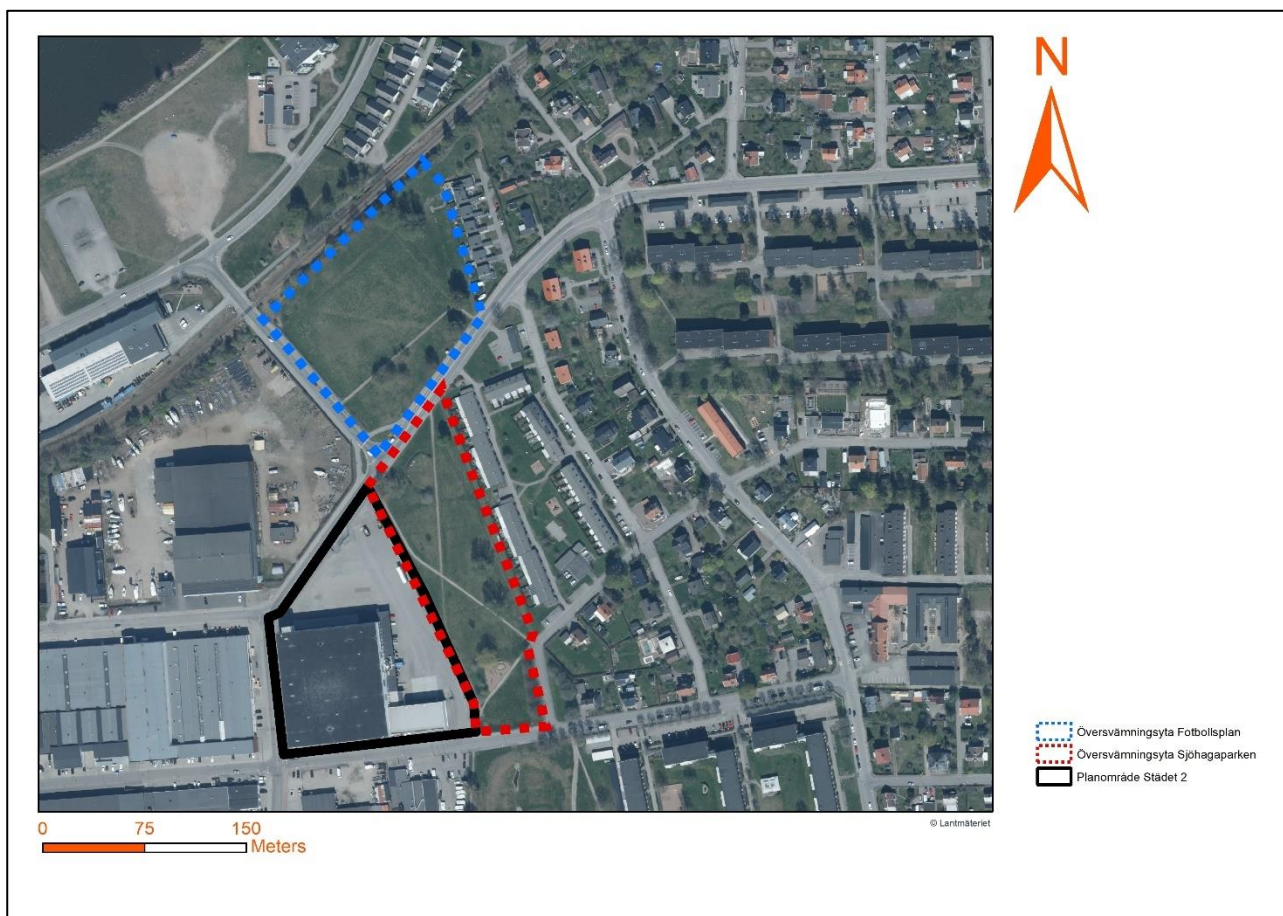 N
Översvämningsyta Fotbollsplan
Översvämningsyta Sjöhagaparken
Planområde Städet 2
© Lantmäteriet
0 75 150
Meters